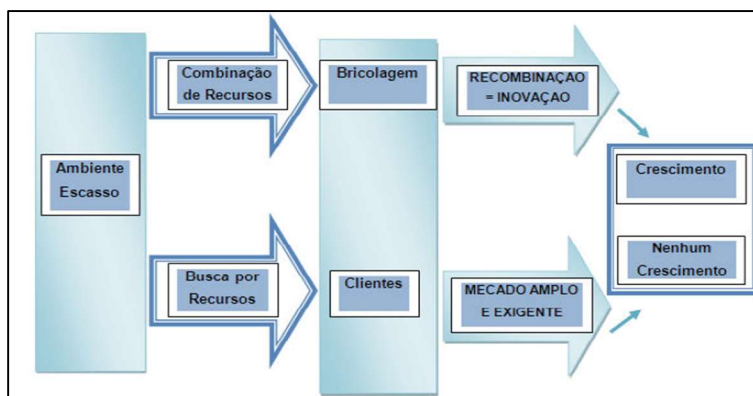 Combinação
de Recursos
Bricolagem
RECOMBINAÇAO
= INOVAÇAO
Ambiente
Escasso
Crescimento
Nenhum
Crescimento
Busca por
Recursos
Clientes
MECADO AMPLO
E EXIGENTE